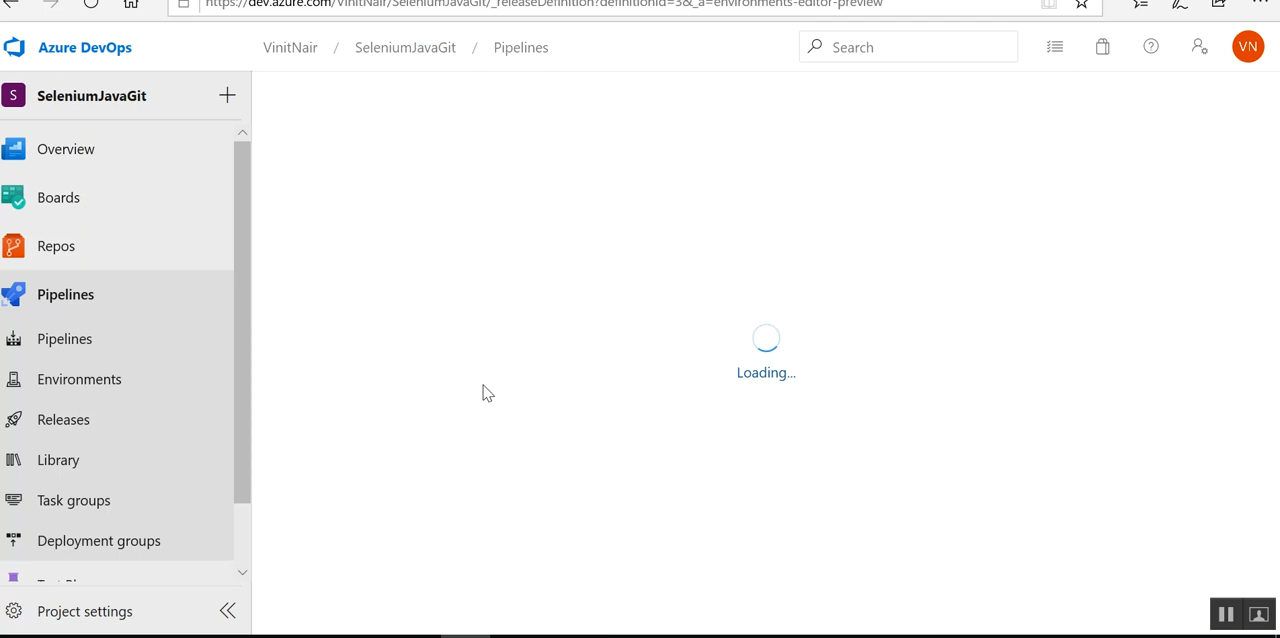 https://dev.azure.com/VinitNair/SeleniumJavaGit/_releaseDefinition?definitionId=3&_a=environments-editor-preview
Azure DevOps
VinitNair / SeleniumJavaGit / Pipelines
Search
VN
S SeleniumJavaGit
Overview
Boards
Repos
Pipelines
Pipelines
Environments
Releases
Library
Task groups
Deployment groups
Project settings
Loading...